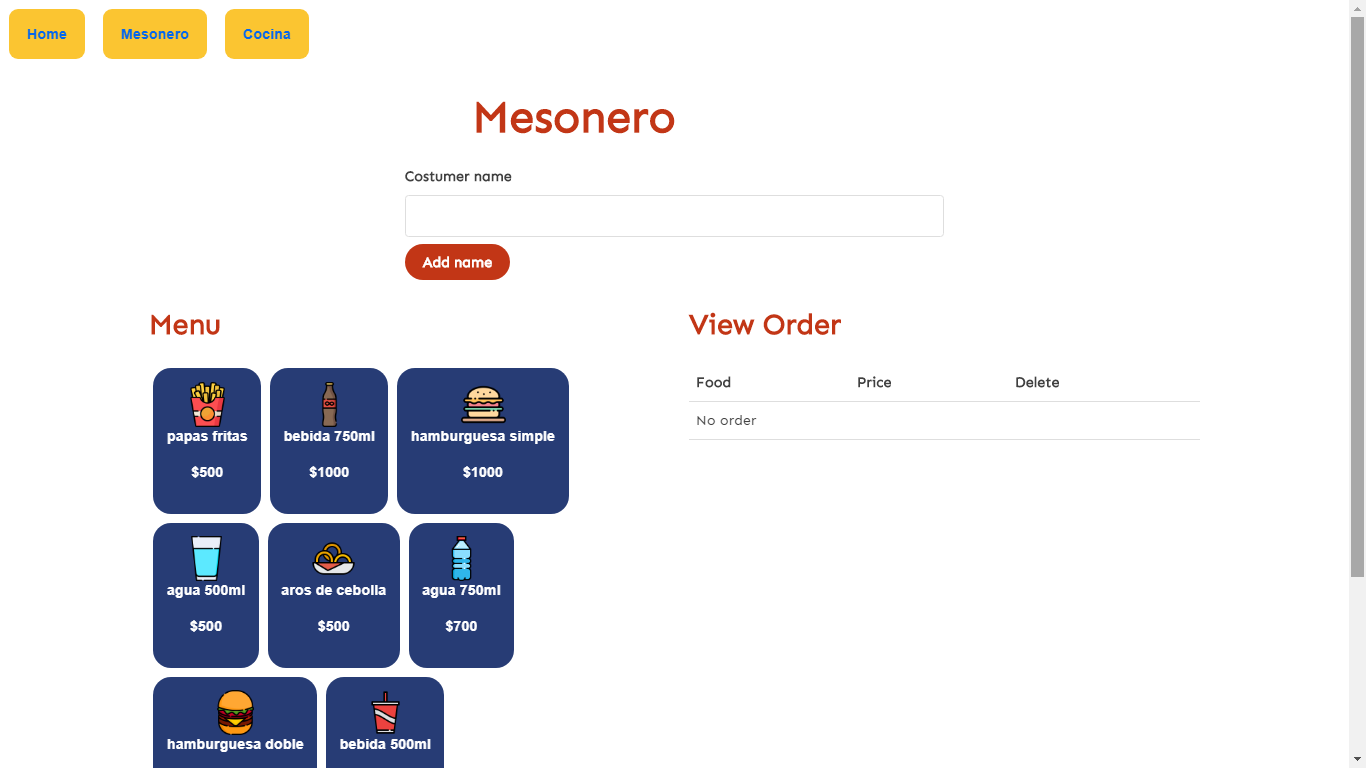 Home Mesonero Cocina
Mesonero
Costumer name
Add name
Menu
papas fritas
$500
bebida 750ml
$1000
hamburguesa simple
$1000
agua 500ml
$500
aros de cebolla
$500
agua 750ml
$700
hamburguesa doble
bebida 500ml
View Order
Food Price Delete
No order